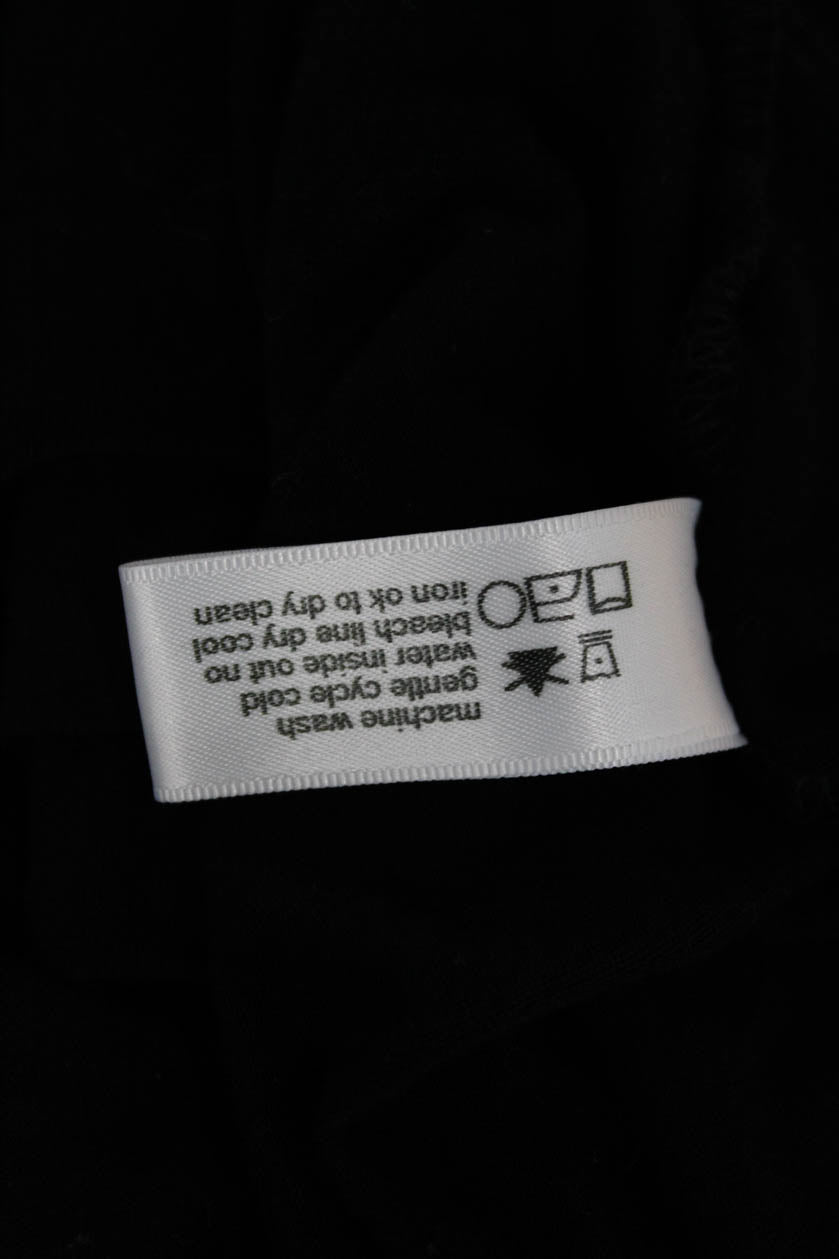 machine wash
gentle cycle cold
water inside out no
bleach line dry cool
iron ok to dry clean